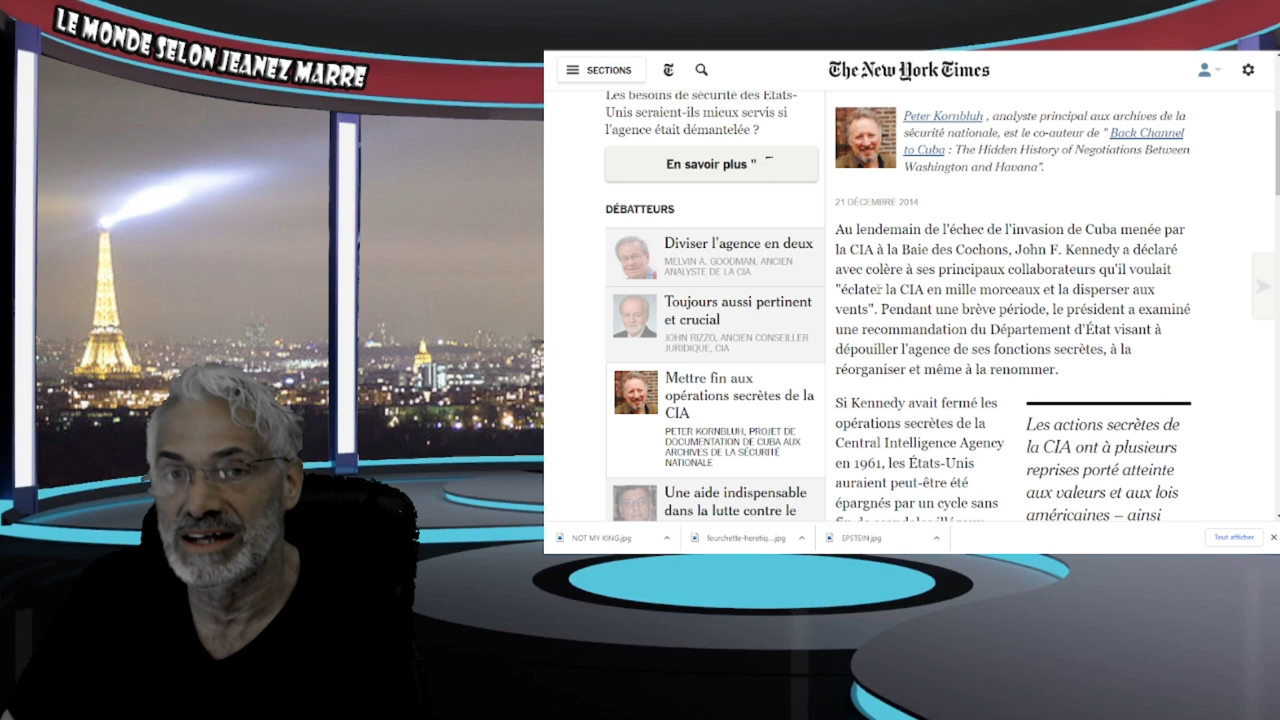 LE MONDE SELON JEANEZ MARRE
SECTIONS
The New York Times
Les besoins de sécurité des États-
Unis seraient-ils mieux servis si
l'agence était démantelée ?
En savoir plus "
DÉBATTEURS
Diviser l'agence en deux
MELVIN A. GOODMAN, ANCIEN
ANALYSTE DE LA CIA
Toujours aussi pertinent
et crucial
JOHN RIZZO, ANCIEN CONSEILLER
JURIDIQUE, CIA
Mettre fin aux
opérations secrètes de la
CIA
PETER KORNBLUH, PROJET DE
DOCUMENTATION DE CUBA AUX
ARCHIVES DE LA SÉCURITÉ
NATIONALE
Une aide indispensable
dans la lutte contre le
Peter Kornbluh , analyste principal aux archives de la
sécurité nationale, est le co-auteur de " Back Channel
to Cuba : The Hidden History of Negotiations Between
Washington and Havana".
21 DÉCEMBRE 2014
Au lendemain de l'échec de l'invasion de Cuba menée par
la CIA à la Baie des Cochons, John F. Kennedy a déclaré
avec colère à ses principaux collaborateurs qu'il voulait
"éclater la CIA en mille morceaux et la disperser aux
vents". Pendant une brève période, le président a examiné
une recommandation du Département d'État visant à
dépouiller l'agence de ses fonctions secrètes, à la
réorganiser et même à la renommer.
Si Kennedy avait fermé les
opérations secrètes de la
Central Intelligence Agency
en 1961, les États-Unis
auraient peut-être été
épargnés par un cycle sans
Les actions secrètes de
la CIA ont à plusieurs
reprises porté atteinte
aux valeurs et aux lois
américaines – ainsi
NOT MY KING.jpg
fourchette-heretiq....jpg
EPSTEIN.jpg
Tout afficher